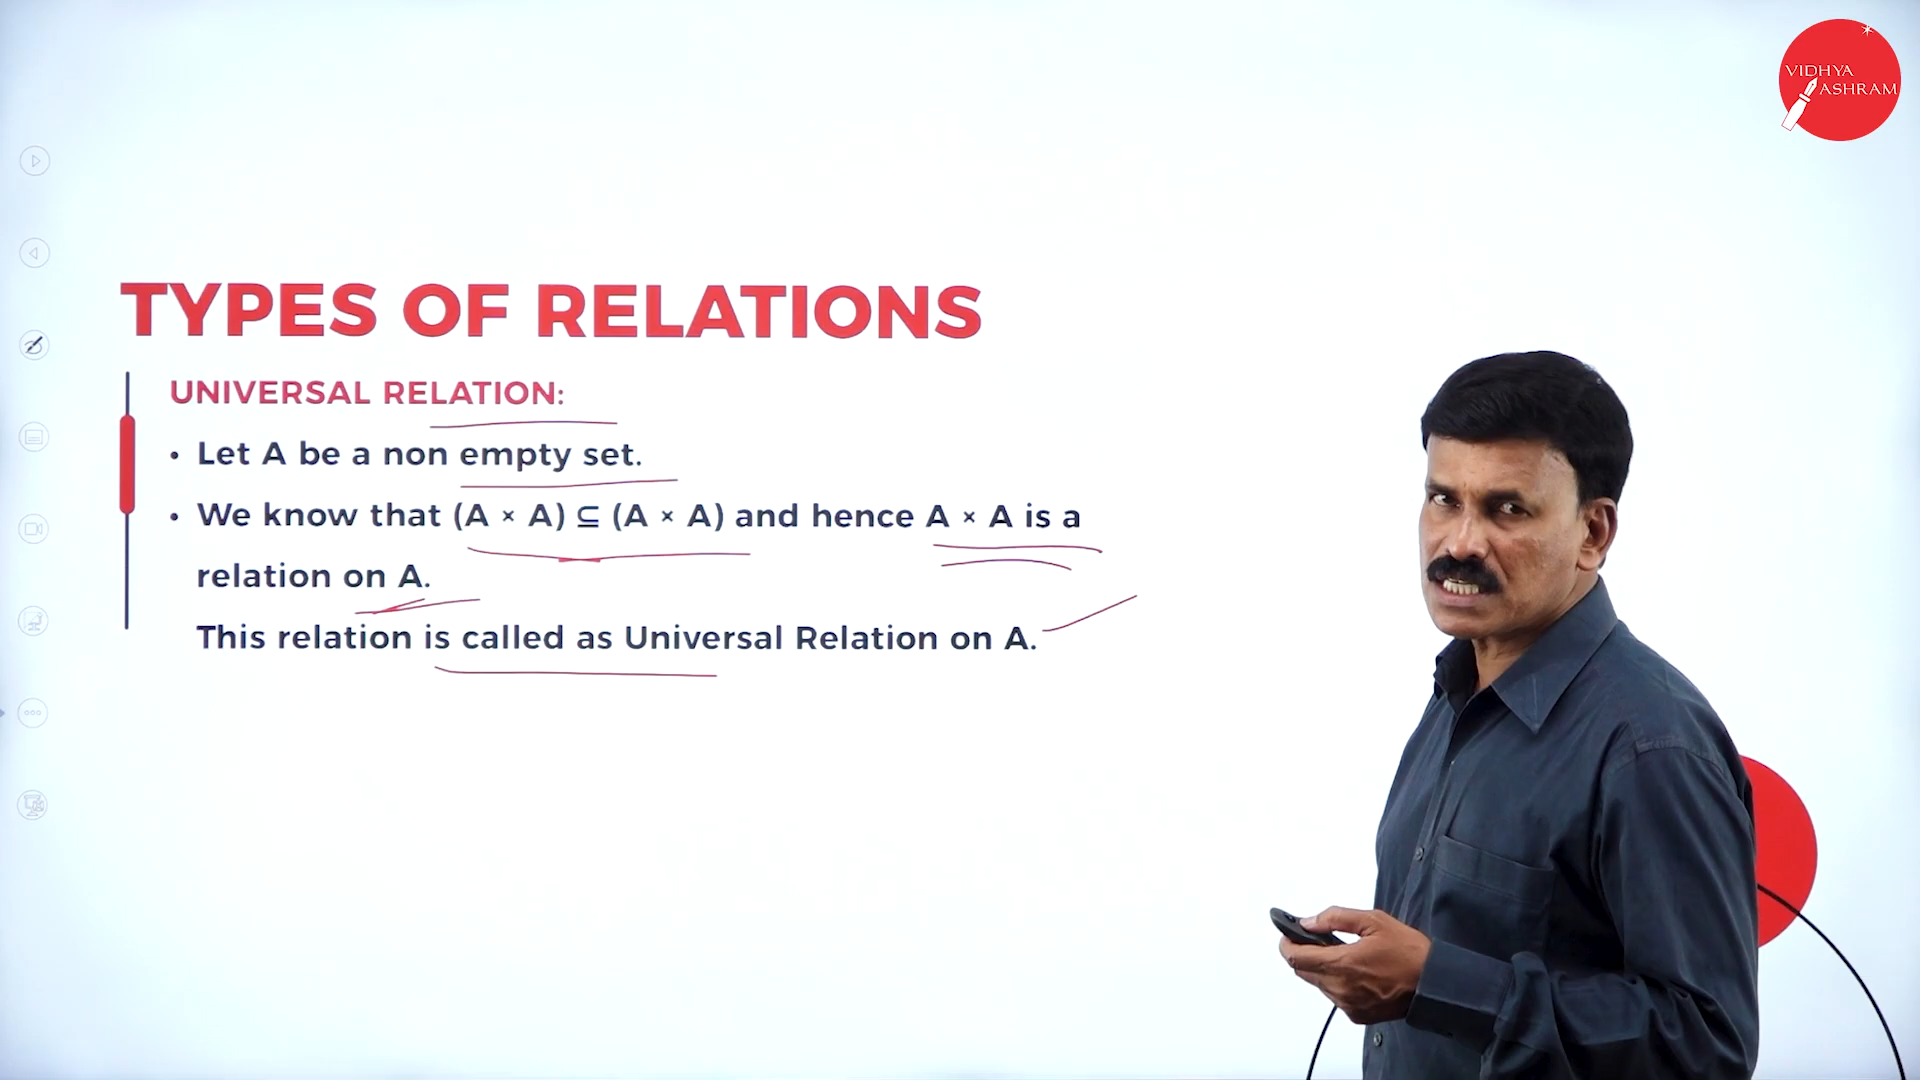 VIDHYA
ASHRAM
TYPES OF RELATIONS
UNIVERSAL RELATION:
• Let A be a non empty set.
• We know that (A × A) ⊆ (A × A) and hence A × A is a
relation on A.
This relation is called as Universal Relation on A.